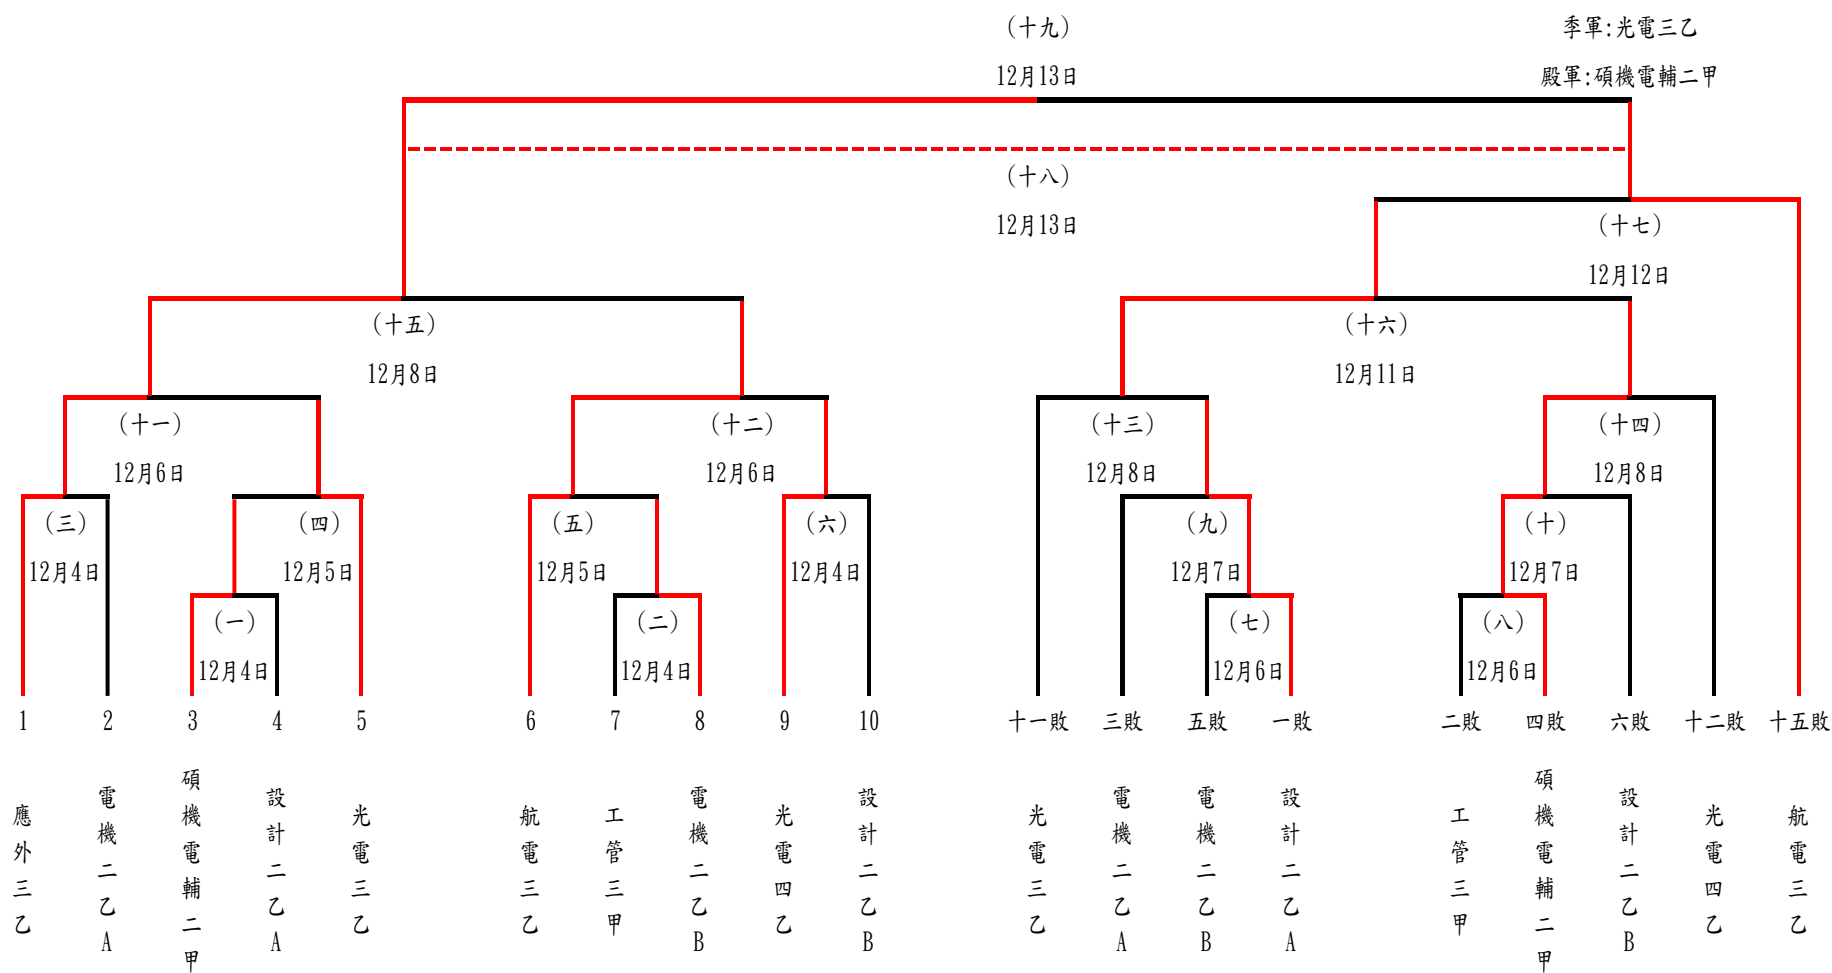 (十九)
季軍:光電三乙
12月13日
殿軍:碩機電輔二甲
(十八)
12月13日
(十七)
12月12日
(十五)
12月8日
(十六)
12月11日
(十一)
12月6日
(十二)
12月6日
(十三)
12月8日
(十四)
12月8日
(三)
12月4日
(四)
12月5日
(五)
12月5日
(六)
12月4日
(九)
12月7日
(十)
12月7日
(一)
12月4日
(二)
12月4日
(七)
12月6日
(八)
12月6日
1 2 3 4 5 6 7 8 9 10 十一敗 三敗 五敗 一敗 二敗 四敗 六敗 十二敗 十五敗
應外三乙
電機二乙A
碩機電輔二甲
設計二乙A
光電三乙
航電三乙
工管三甲
電機二乙B
光電四乙
設計二乙B
光電三乙
電機二乙A
電機二乙B
設計二乙A
工管三甲
碩機電輔二甲
設計二乙B
光電四乙
航電三乙